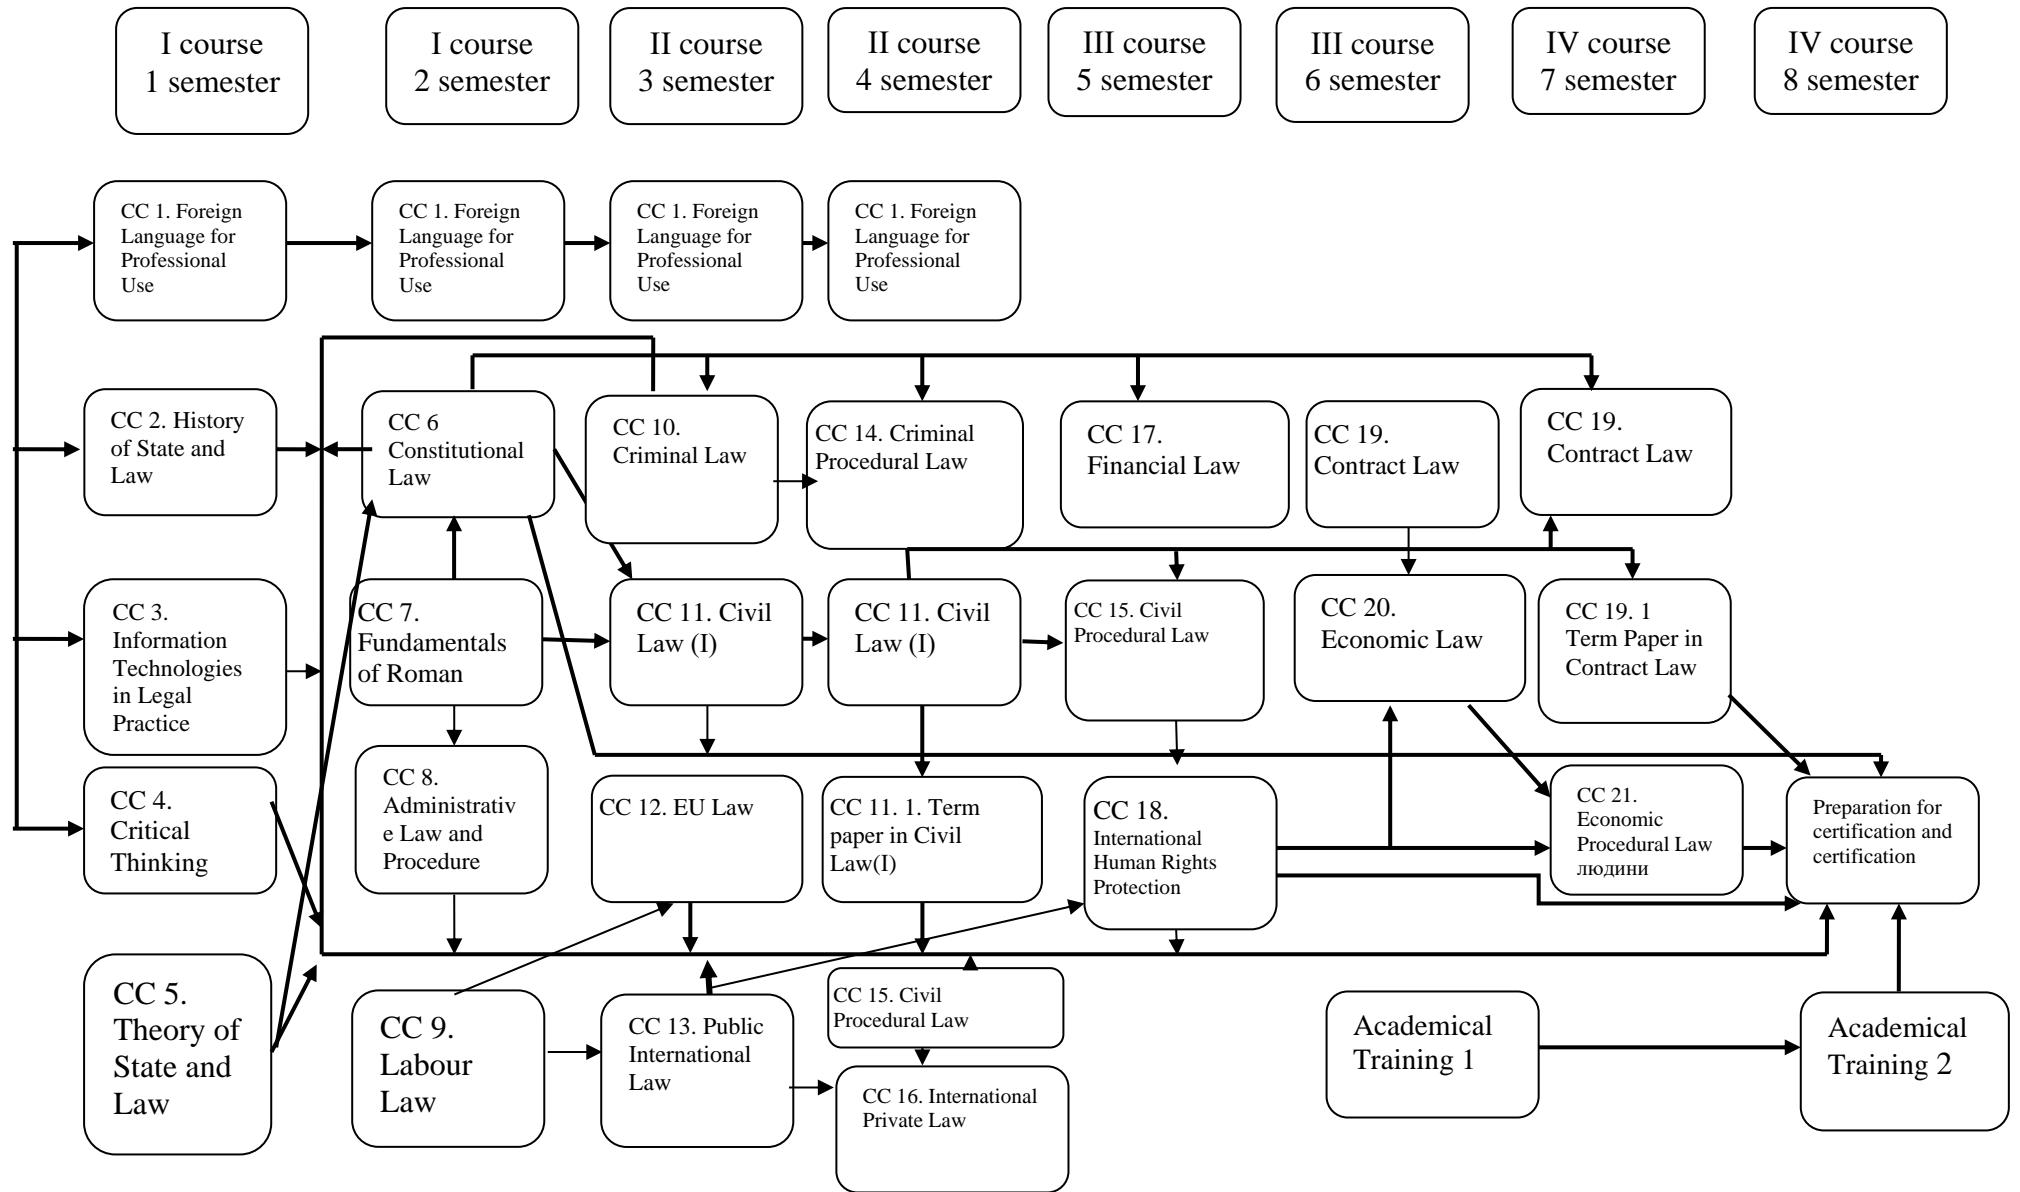 I course
1 semester
I course
2 semester
II course
3 semester
II course
4 semester
III course
5 semester
III course
6 semester
IV course
7 semester
IV course
8 semester
CC 1. Foreign
Language for
Professional
Use
CC 1. Foreign
Language for
Professional
Use
CC 1. Foreign
Language for
Professional
Use
CC 1. Foreign
Language for
Professional
Use
CC 2. History
of State and
Law
CC 6
Constitutional
Law
CC 10.
Criminal Law
CC 14. Criminal
Procedural Law
CC 17.
Financial Law
CC 19.
Contract Law
CC 19.
Contract Law
CC 3.
Information
Technologies
in Legal
Practice
CC 7.
Fundamentals
of Roman
CC 11. Civil
Law (I)
CC 11. Civil
Law (I)
CC 15. Civil
Procedural Law
CC 20.
Economic Law
CC 19. 1
Term Paper in
Contract Law
CC 4.
Critical
Thinking
CC 8.
Administrativ
e Law and
Procedure
CC 12. EU Law
CC 11. 1. Term
paper in Civil
Law(I)
CC 18.
International
Human Rights
Protection
CC 21.
Economic
Procedural Law
людини
Preparation for
certification and
certification
CC 5.
Theory of
State and
Law
CC 9.
Labour
Law
CC 13. Public
International
Law
CC 15. Civil
Procedural Law
CC 16. International
Private Law
Academical
Training 1
Academical
Training 2